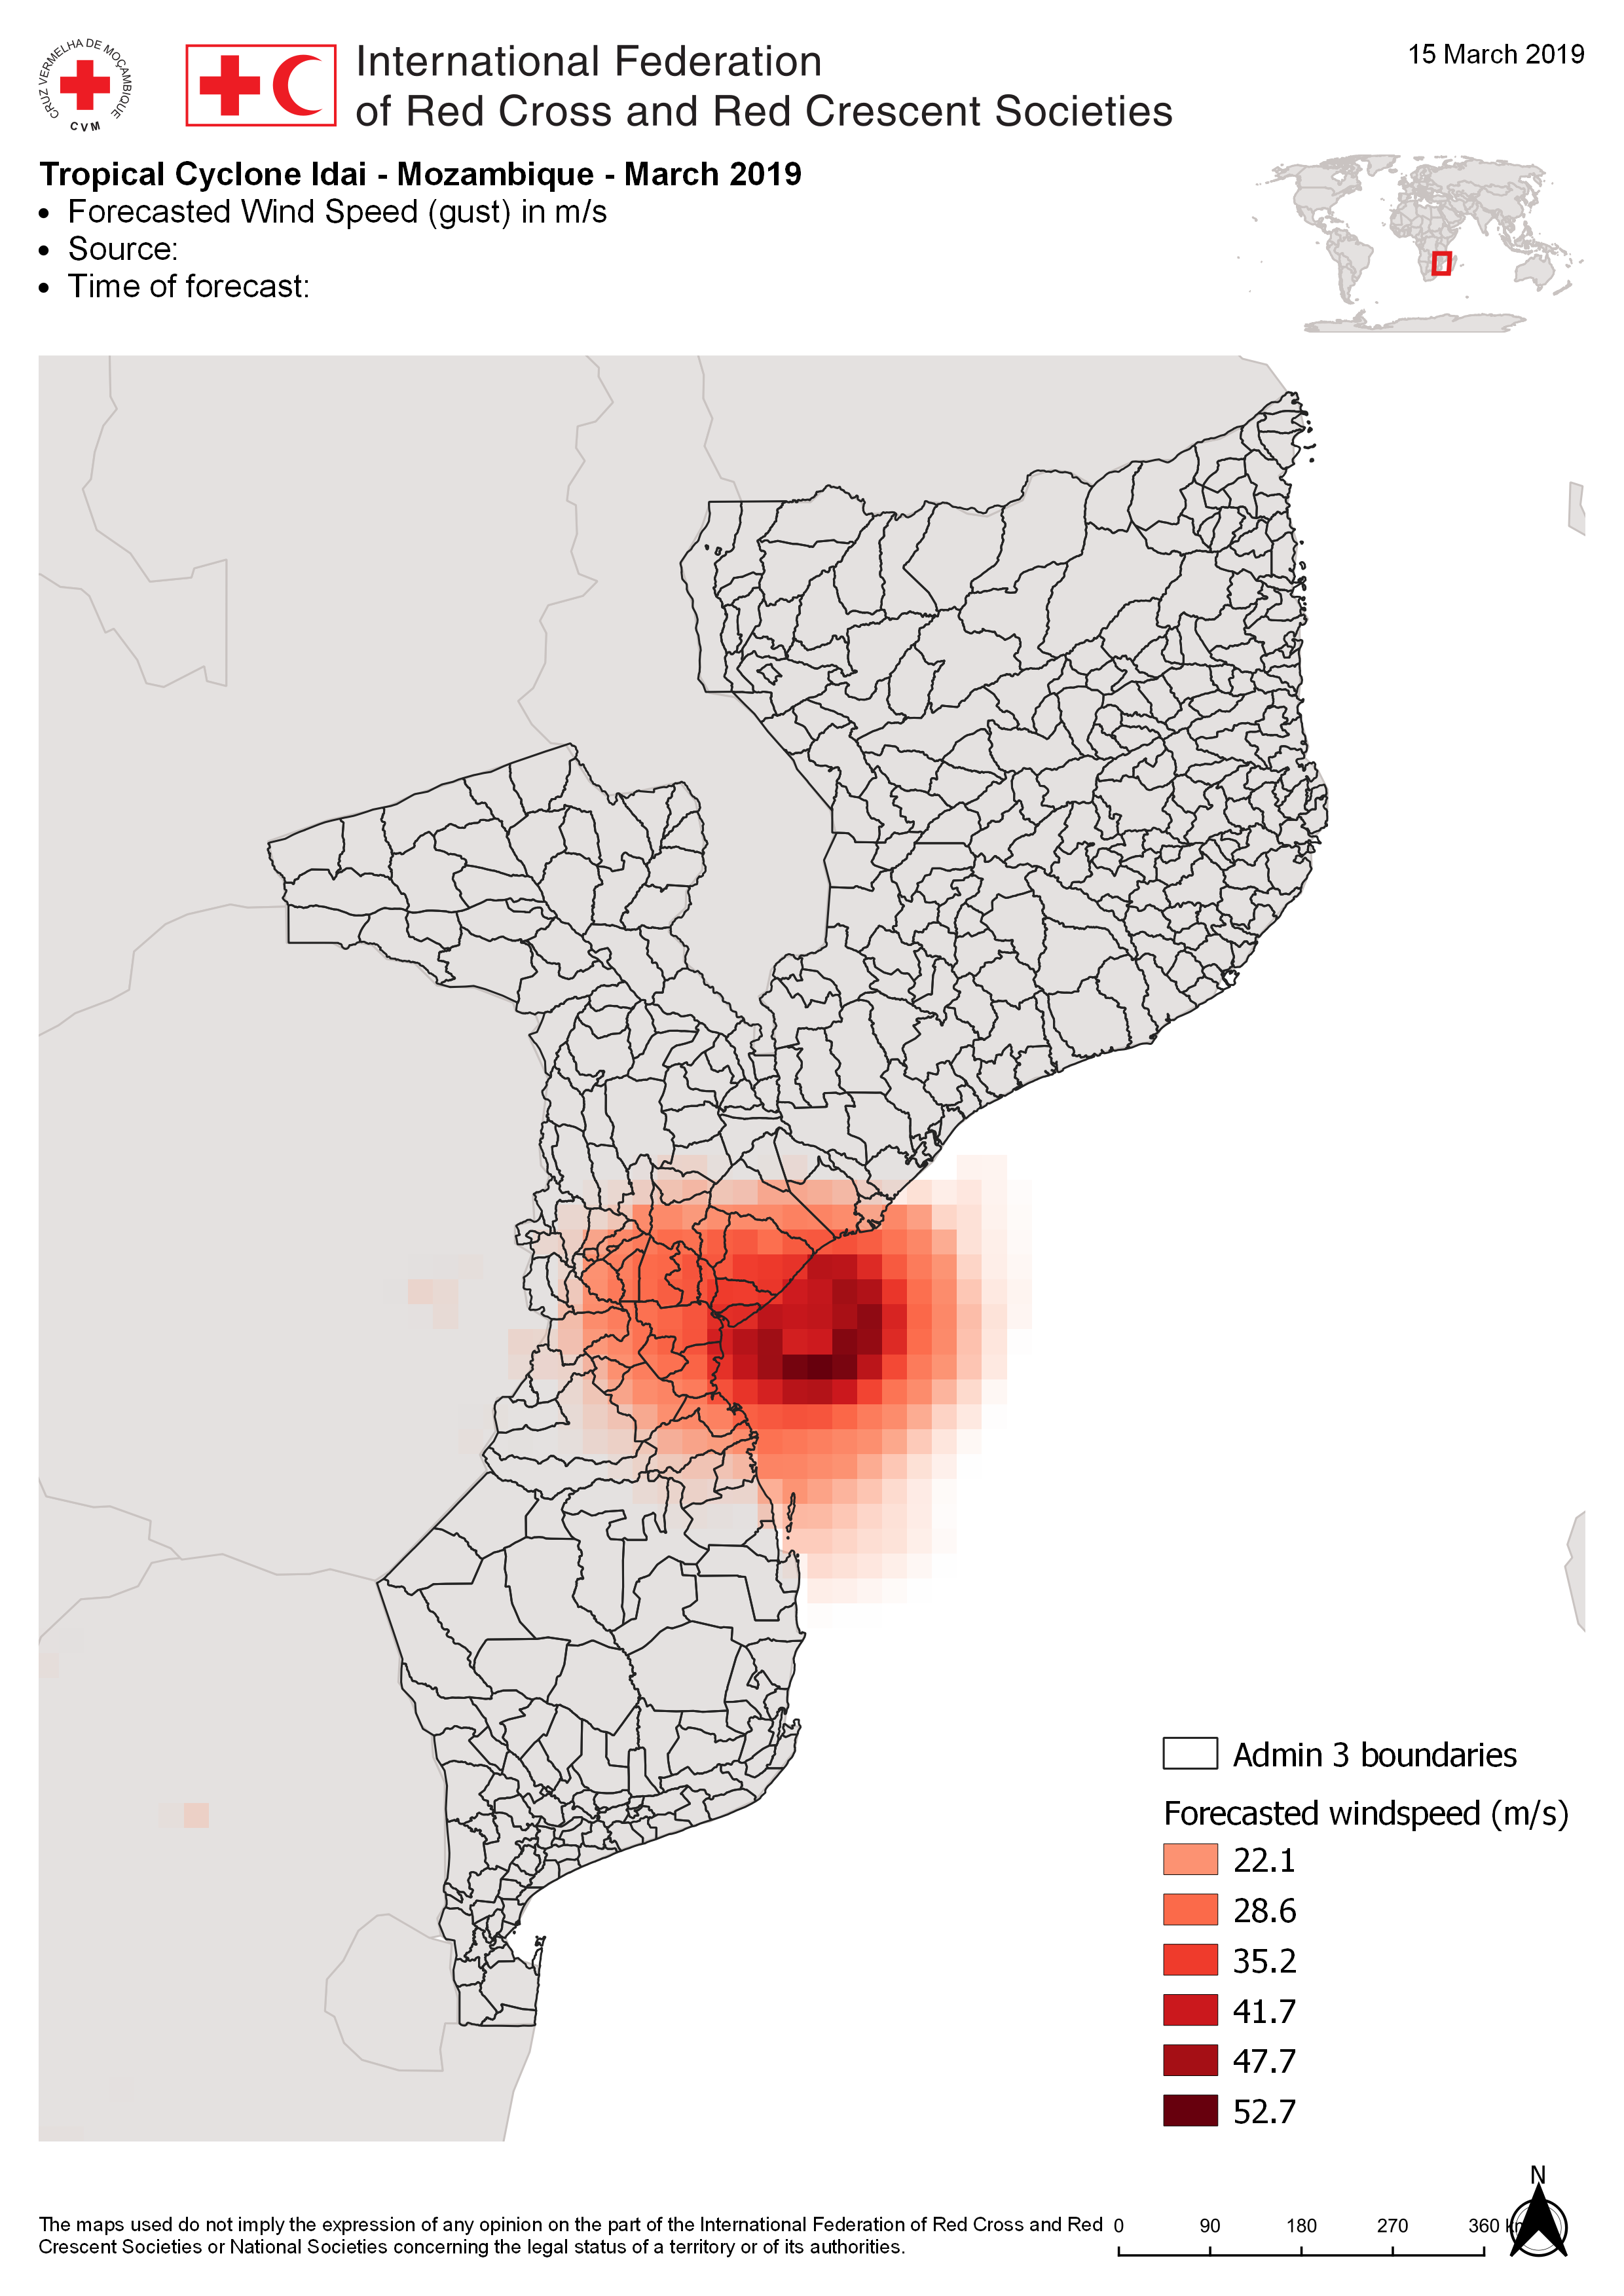 CRUZ VERMELHA DE MOÇAMBIQUE
CVM
International Federation
of Red Cross and Red Crescent Societies
15 March 2019
Tropical Cyclone Idai - Mozambique - March 2019
• Forecasted Wind Speed (gust) in m/s
• Source:
• Time of forecast:
Admin 3 boundaries
Forecasted windspeed (m/s)
22.1
28.6
35.2
41.7
47.7
52.7
N
The maps used do not imply the expression of any opinion on the part of the International Federation of Red Cross and Red
Crescent Societies or National Societies concerning the legal status of a territory or of its authorities.
0 90 180 270 360 km